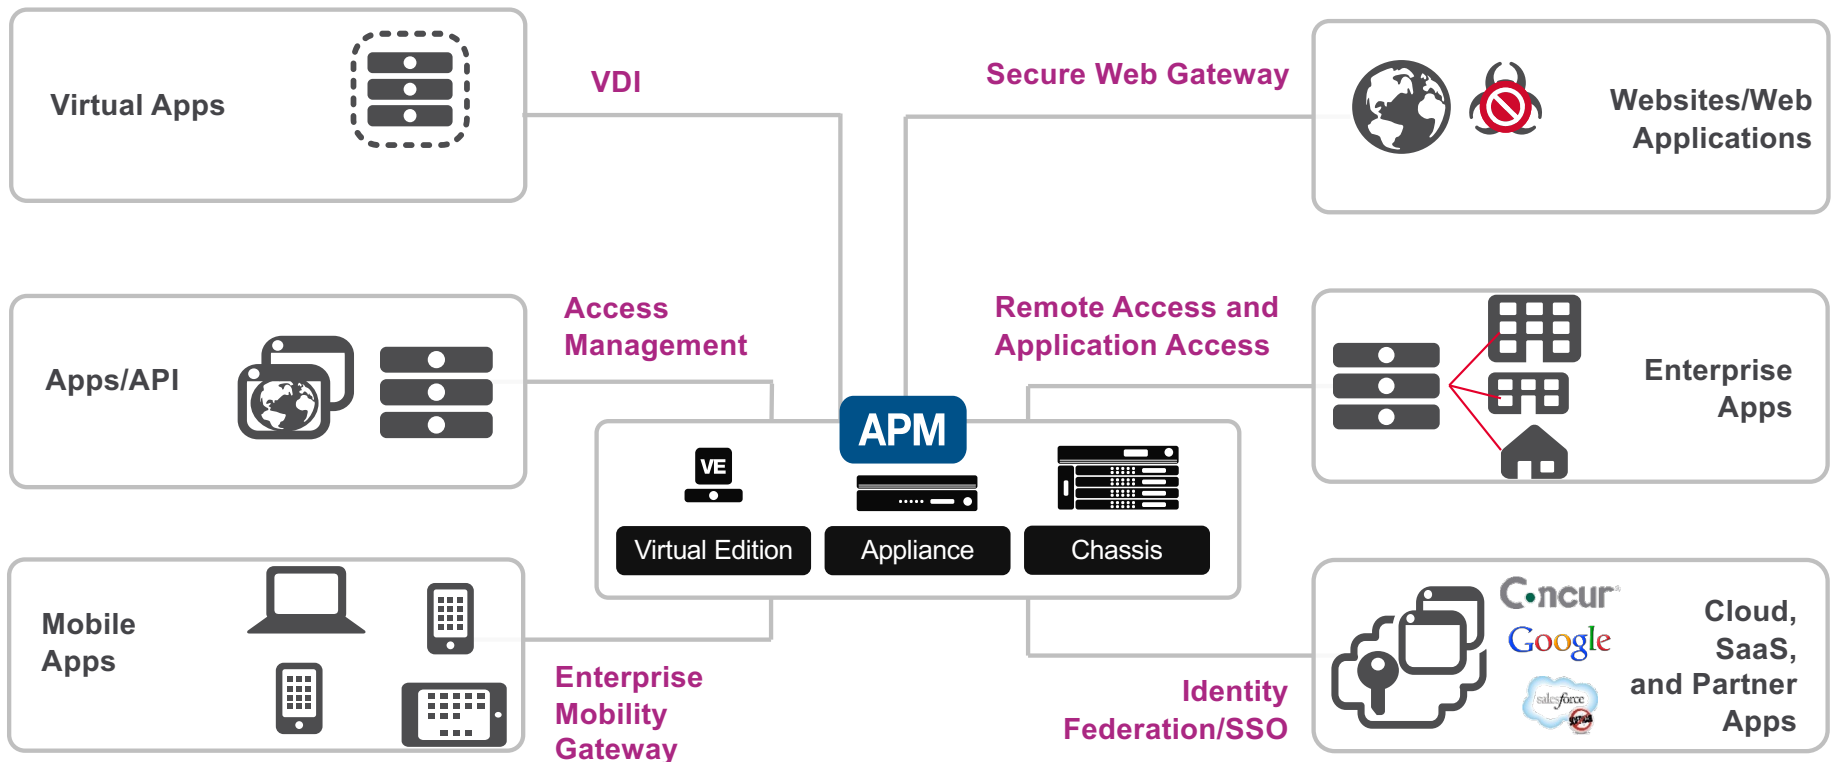 Virtual Apps
VDI
Secure Web Gateway
Websites/Web
Applications
Apps/API
Access
Management
Remote Access and
Application Access
Enterprise
Apps
APM
VE
Virtual Edition
Appliance
Chassis
Mobile
Apps
Enterprise
Mobility
Gateway
Identity
Federation/SSO
Concur
Google
salesforce
SOFTWARE
Cloud,
SaaS,
and Partner
Apps